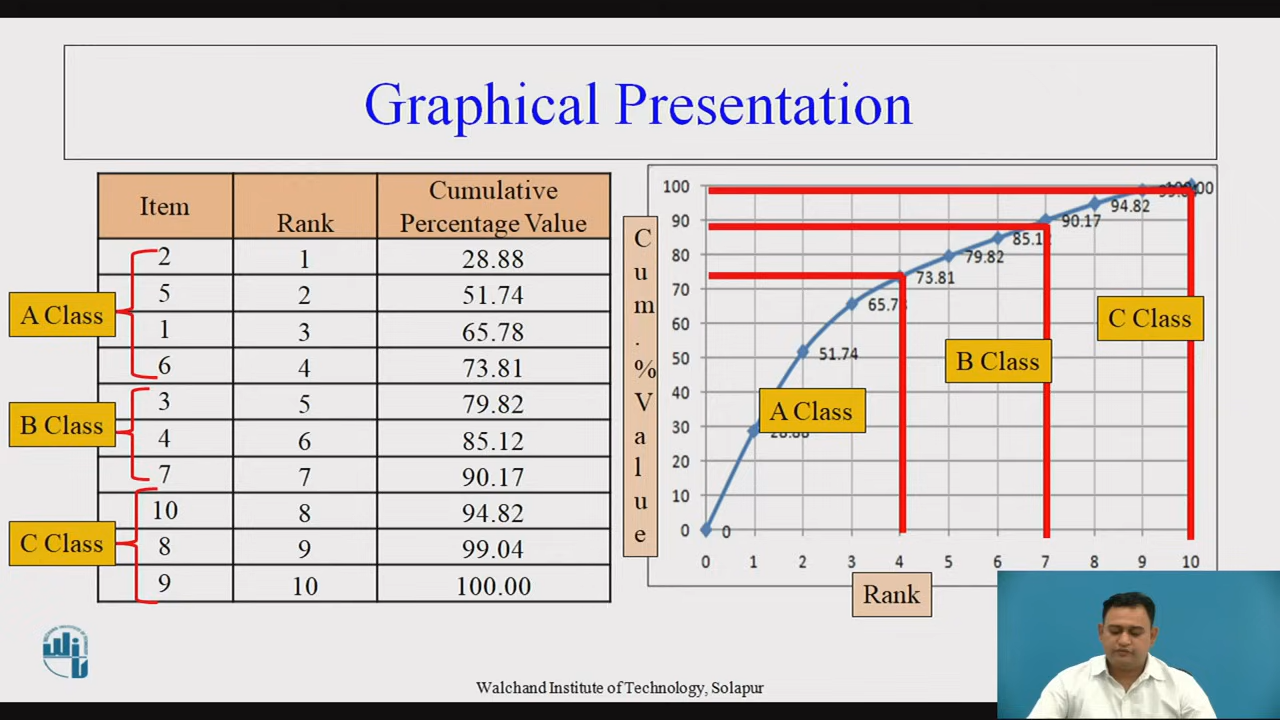 Graphical Presentation
Item Rank Cumulative Percentage Value
2 1 28.88
5 2 51.74
1 3 65.78
6 4 73.81
3 5 79.82
4 6 85.12
7 7 90.17
10 8 94.82
8 9 99.04
9 10 100.00
A Class
B Class
C Class
Cum. % Value
100
90
80
70
60
50
40
30
20
10
0
0 1 2 3 4 5 6 7 8 9 10
0
51.74
73.81
79.82
90.17
94.82
A Class
B Class
C Class
Rank
Walchand Institute of Technology, Solapur